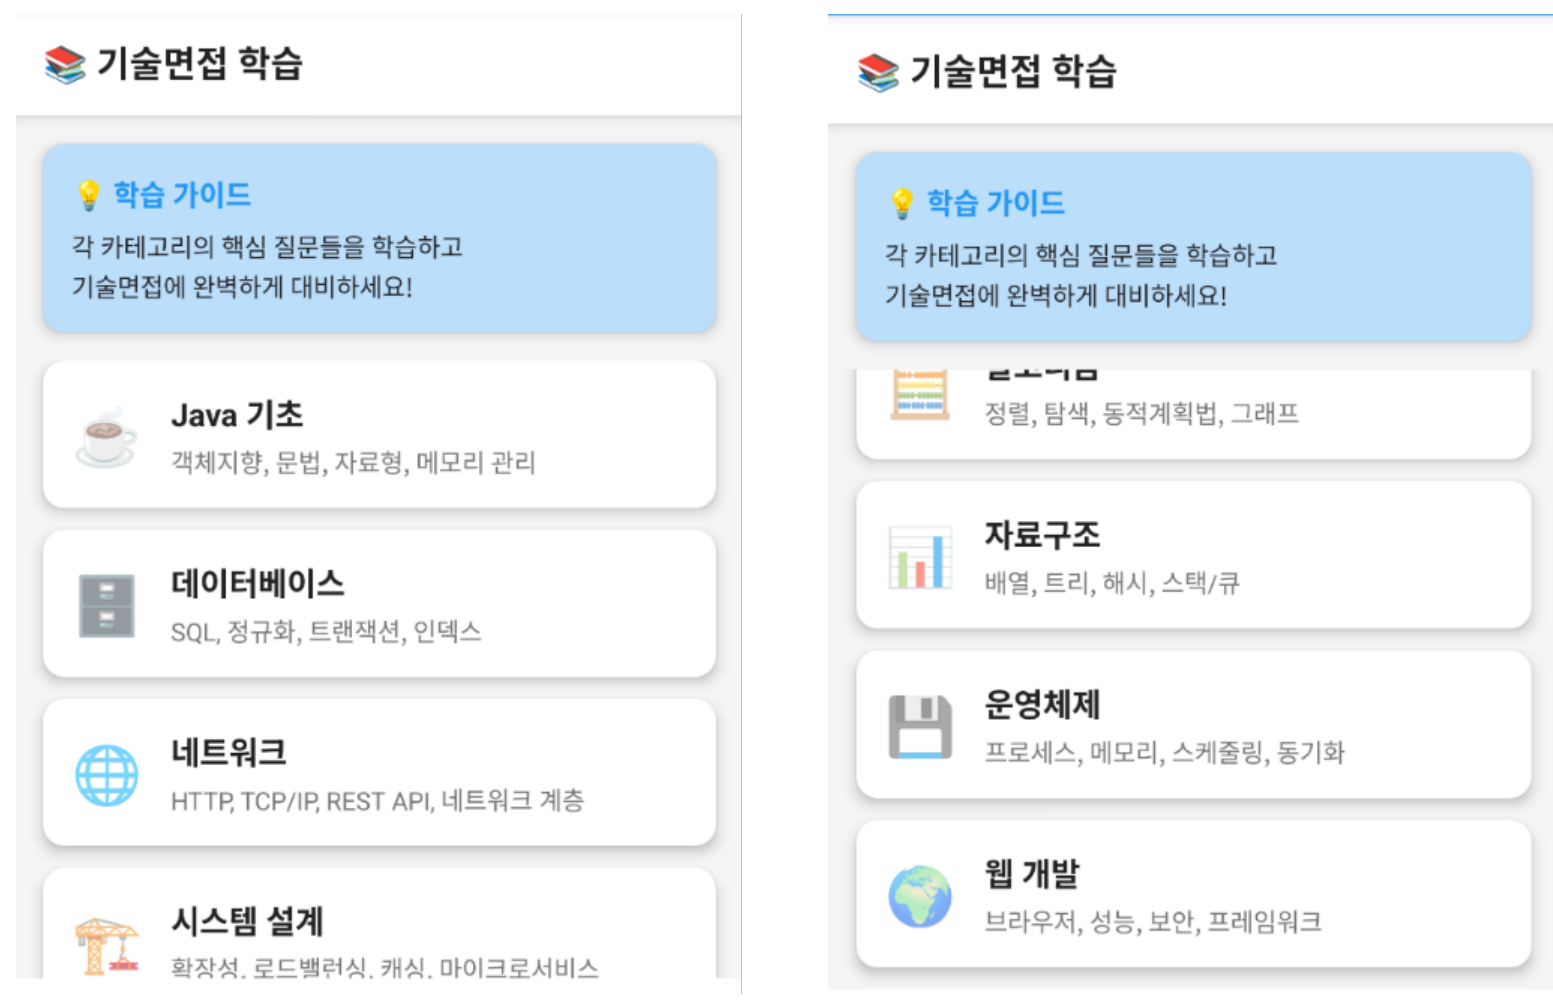 기술면접 학습
학습 가이드
각 카테고리의 핵심 질문들을 학습하고
기술면접에 완벽하게 대비하세요!
Java 기초
객체지향, 문법, 자료형, 메모리 관리
데이터베이스
SQL, 정규화, 트랜잭션, 인덱스
네트워크
HTTP, TCP/IP, REST API, 네트워크 계층
시스템 설계
확장성, 로드밸런싱, 캐싱, 마이크로서비스
기술면접 학습
학습 가이드
각 카테고리의 핵심 질문들을 학습하고
기술면접에 완벽하게 대비하세요!
알고리즘
정렬, 탐색, 동적계획법, 그래프
자료구조
배열, 트리, 해시, 스택/큐
운영체제
프로세스, 메모리, 스케줄링, 동기화
웹 개발
브라우저, 성능, 보안, 프레임워크